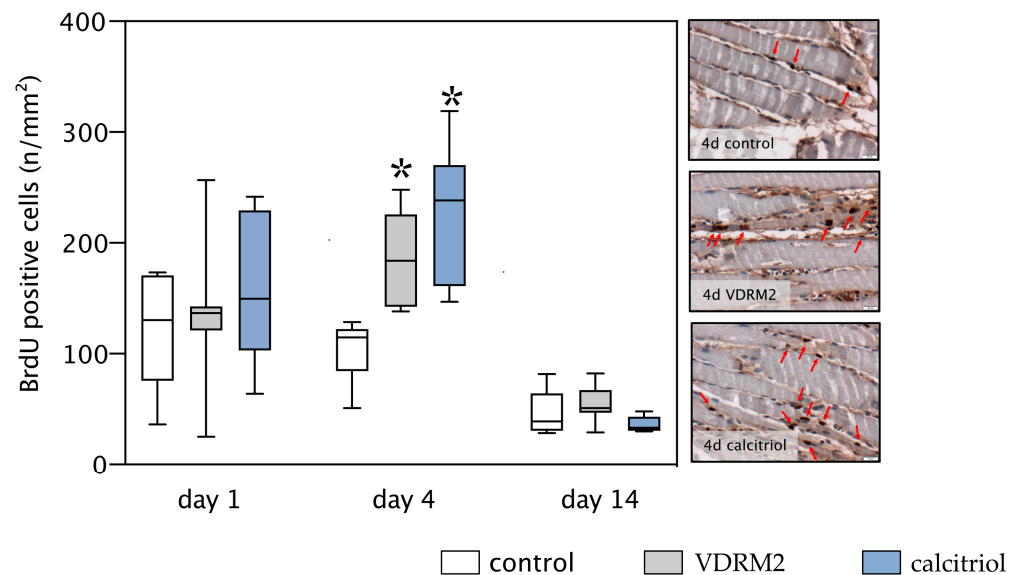 400
300
200
100
0
BrdU positive cells (n/mm²)
*
*
day 1
day 4
day 14
4d control
4d VDRM2
4d calcitriol
control
VDRM2
calcitriol